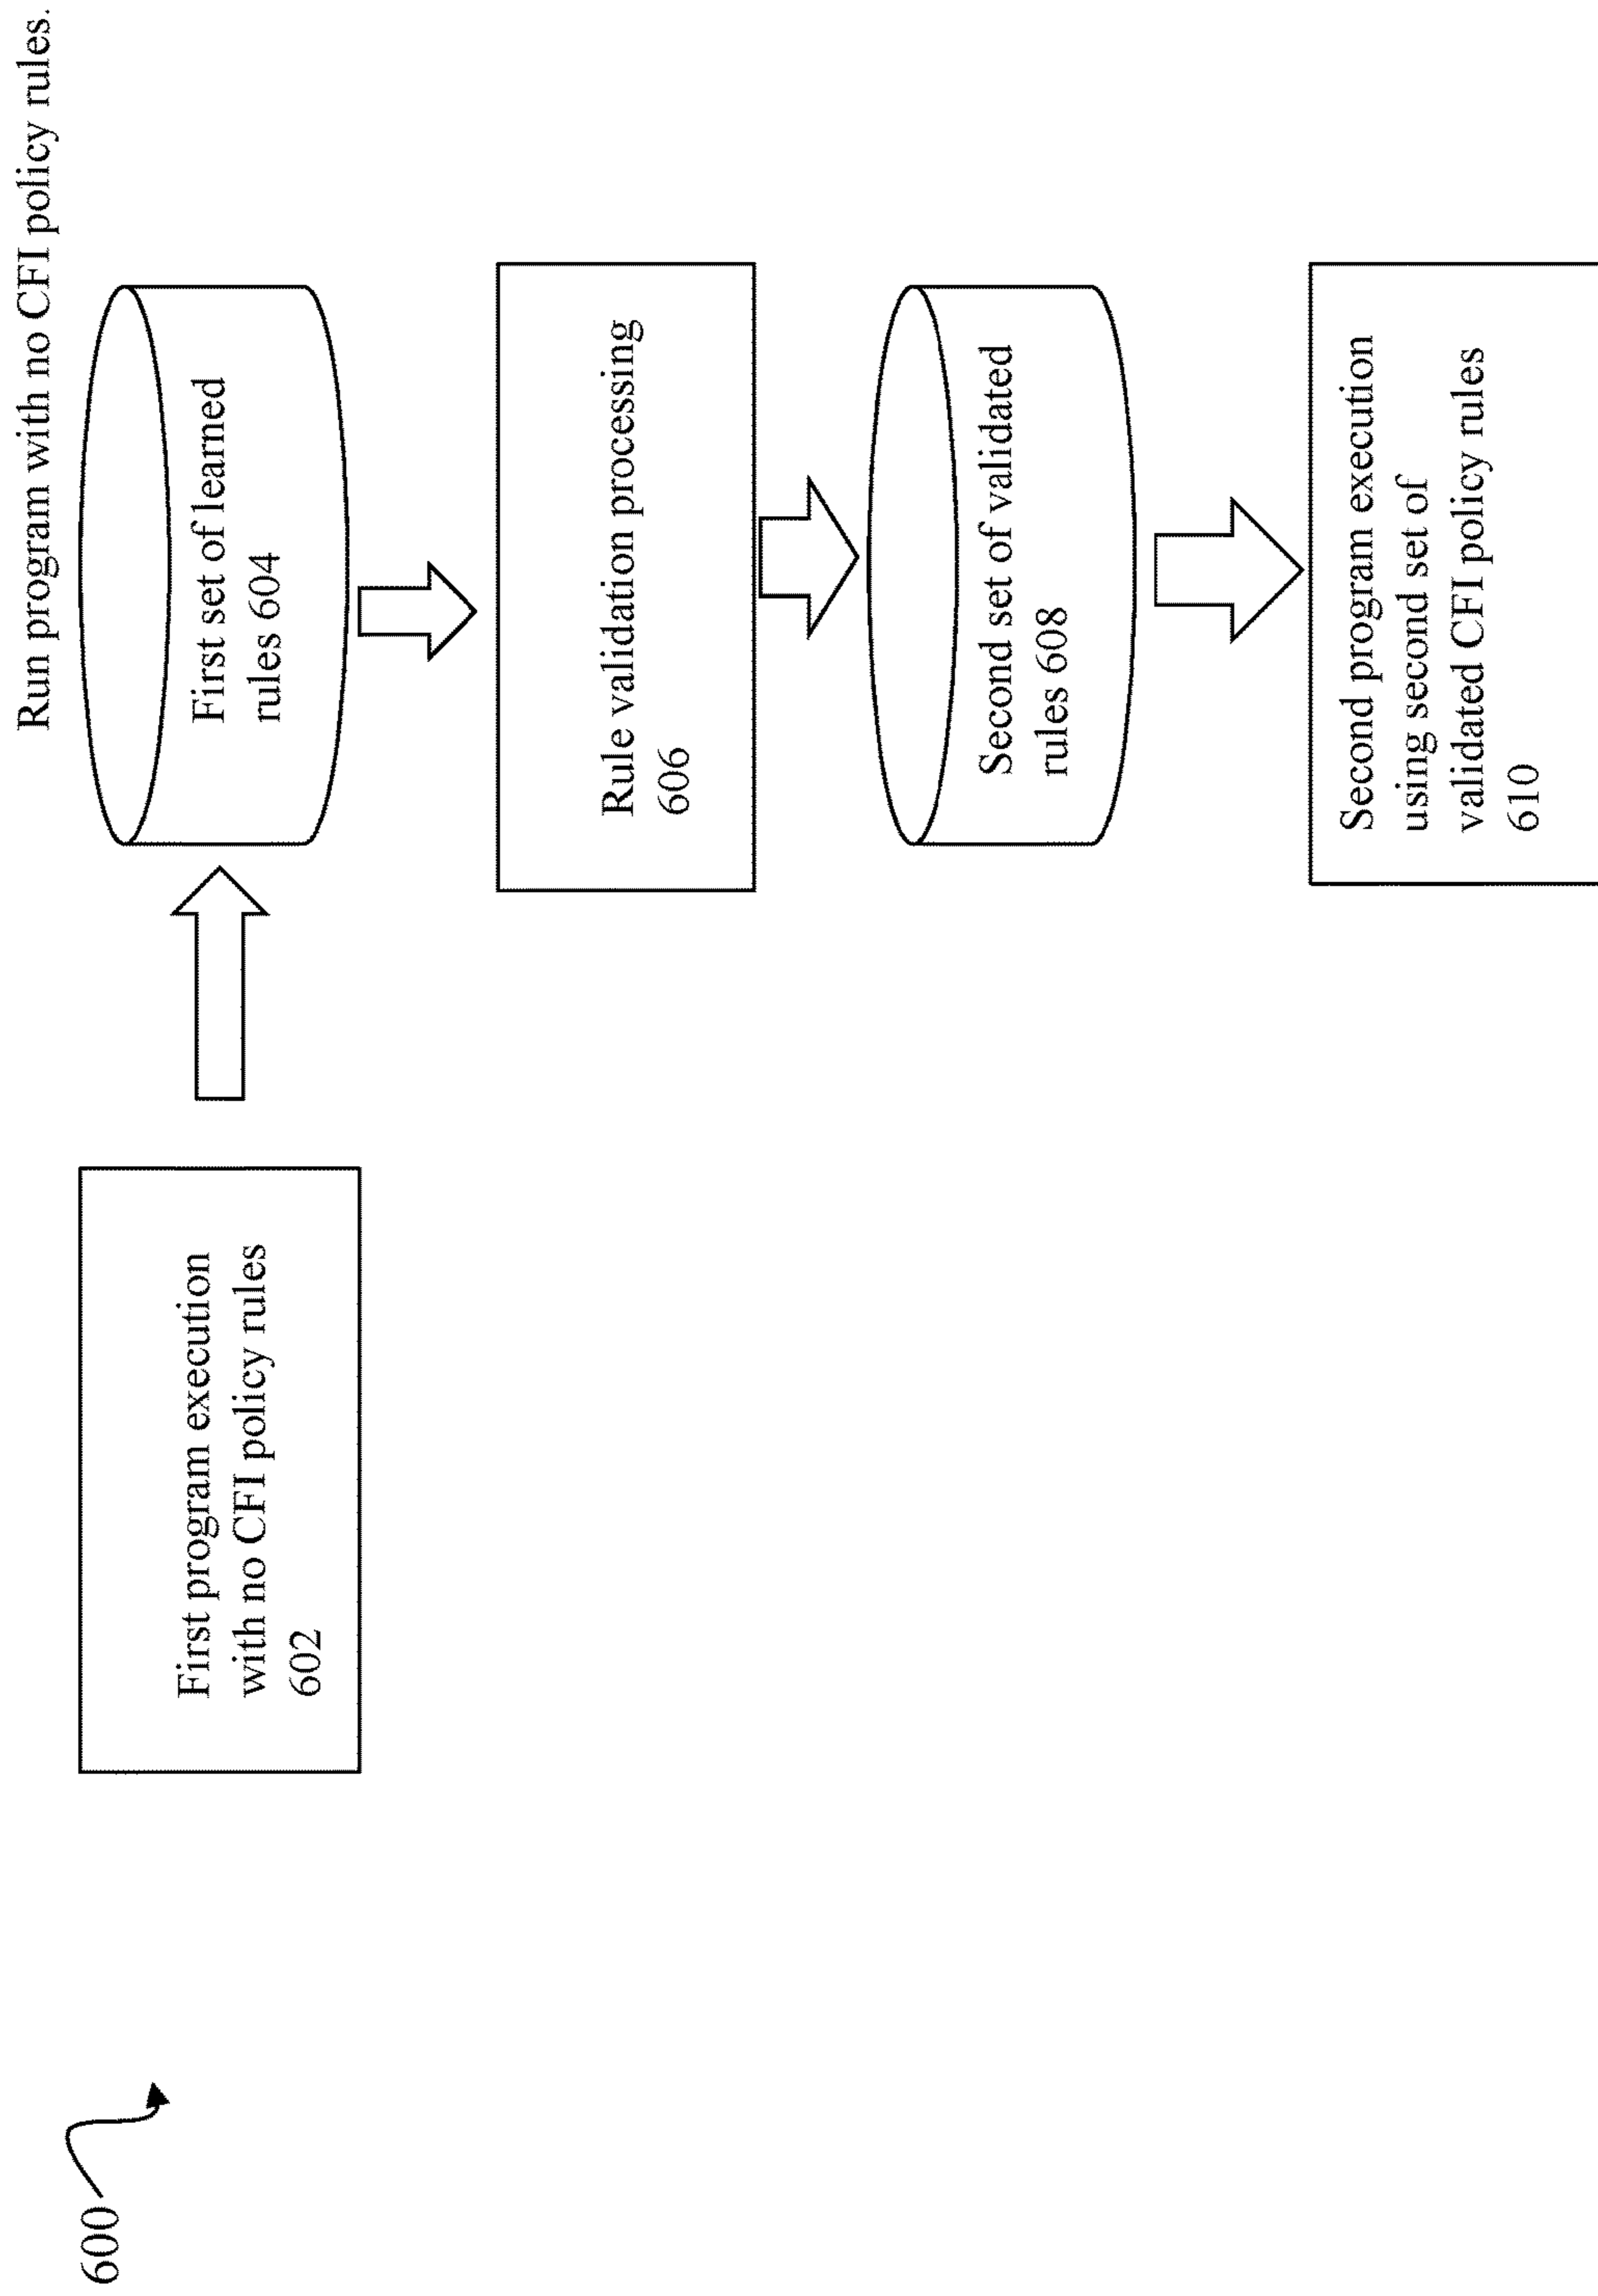 600
Run program with no CFI policy rules.
First program execution
with no CFI policy rules
602
First set of learned
rules 604
Rule validation processing
606
Second set of validated
rules 608
Second program execution
using second set of
validated CFI policy rules
610